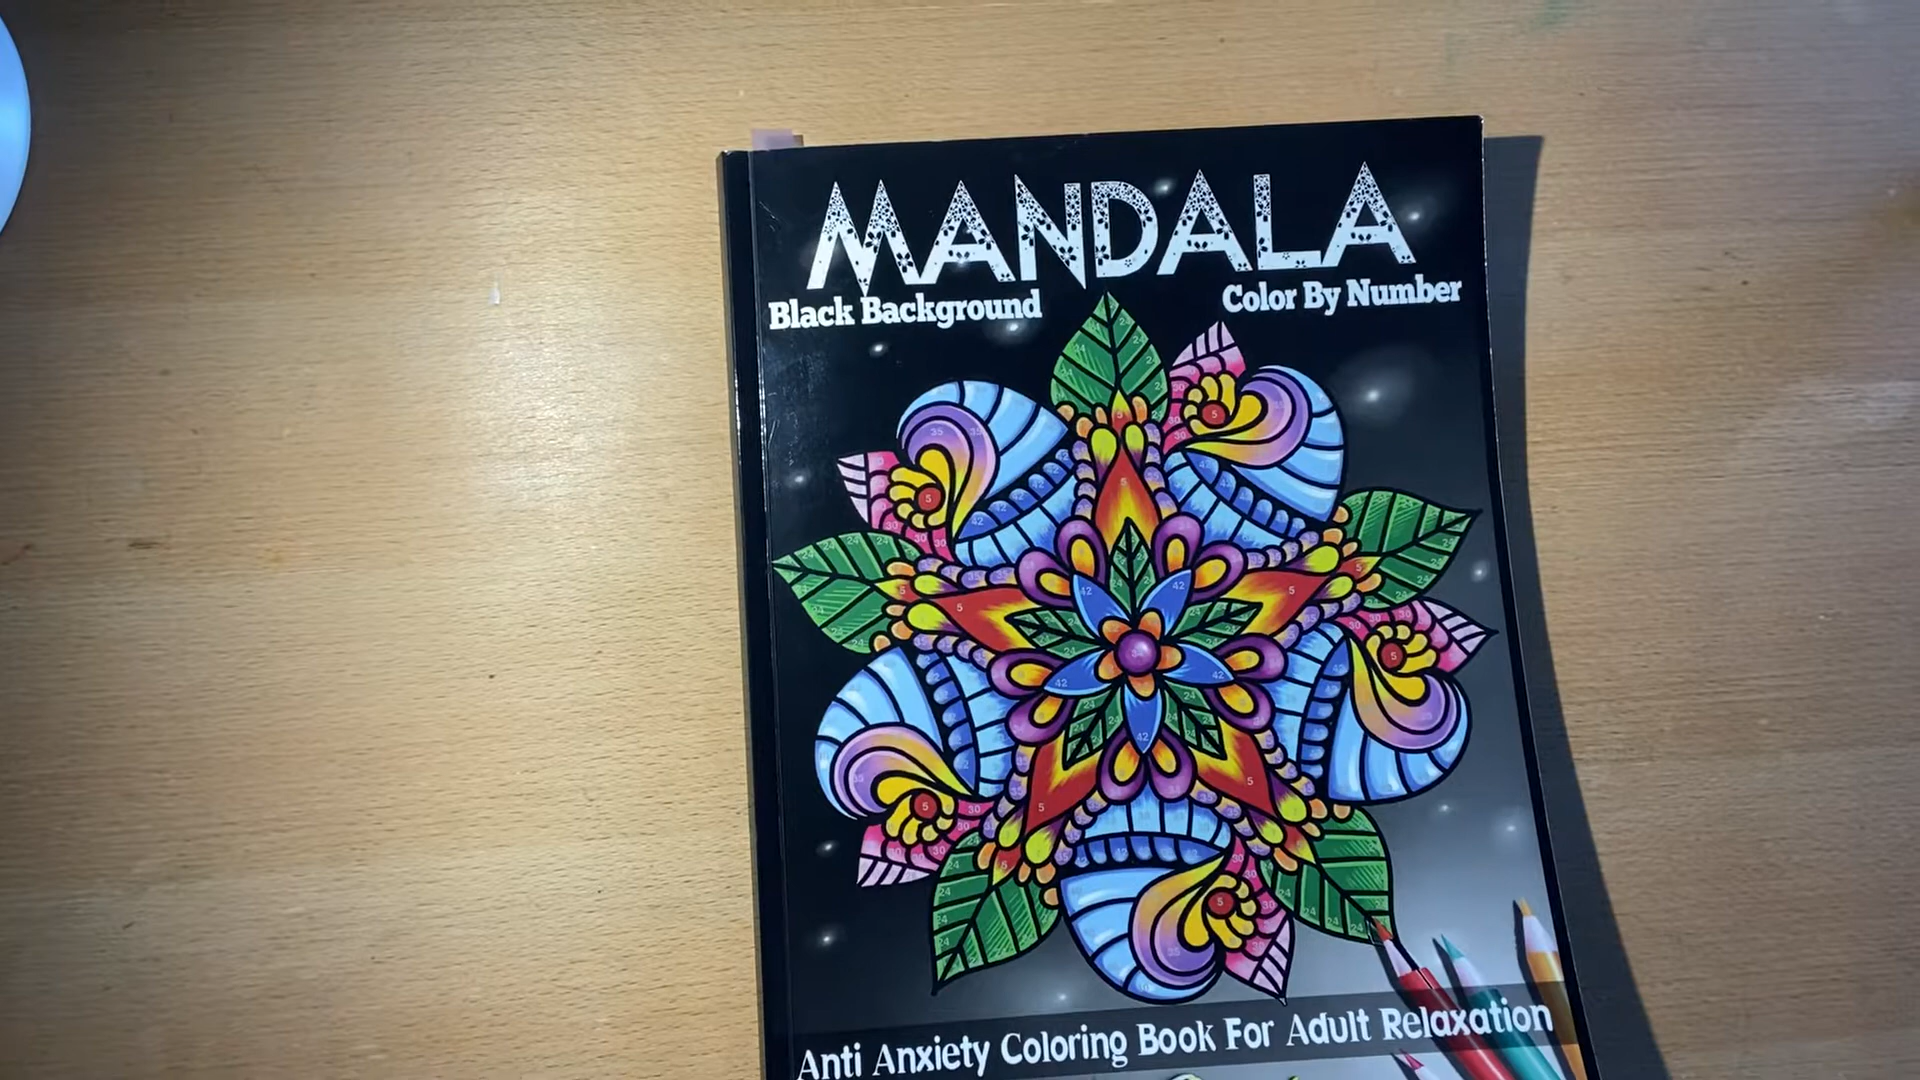 MANDALA
Black Background
Color By Number
Anti Anxiety Coloring Book For Adult Relaxation